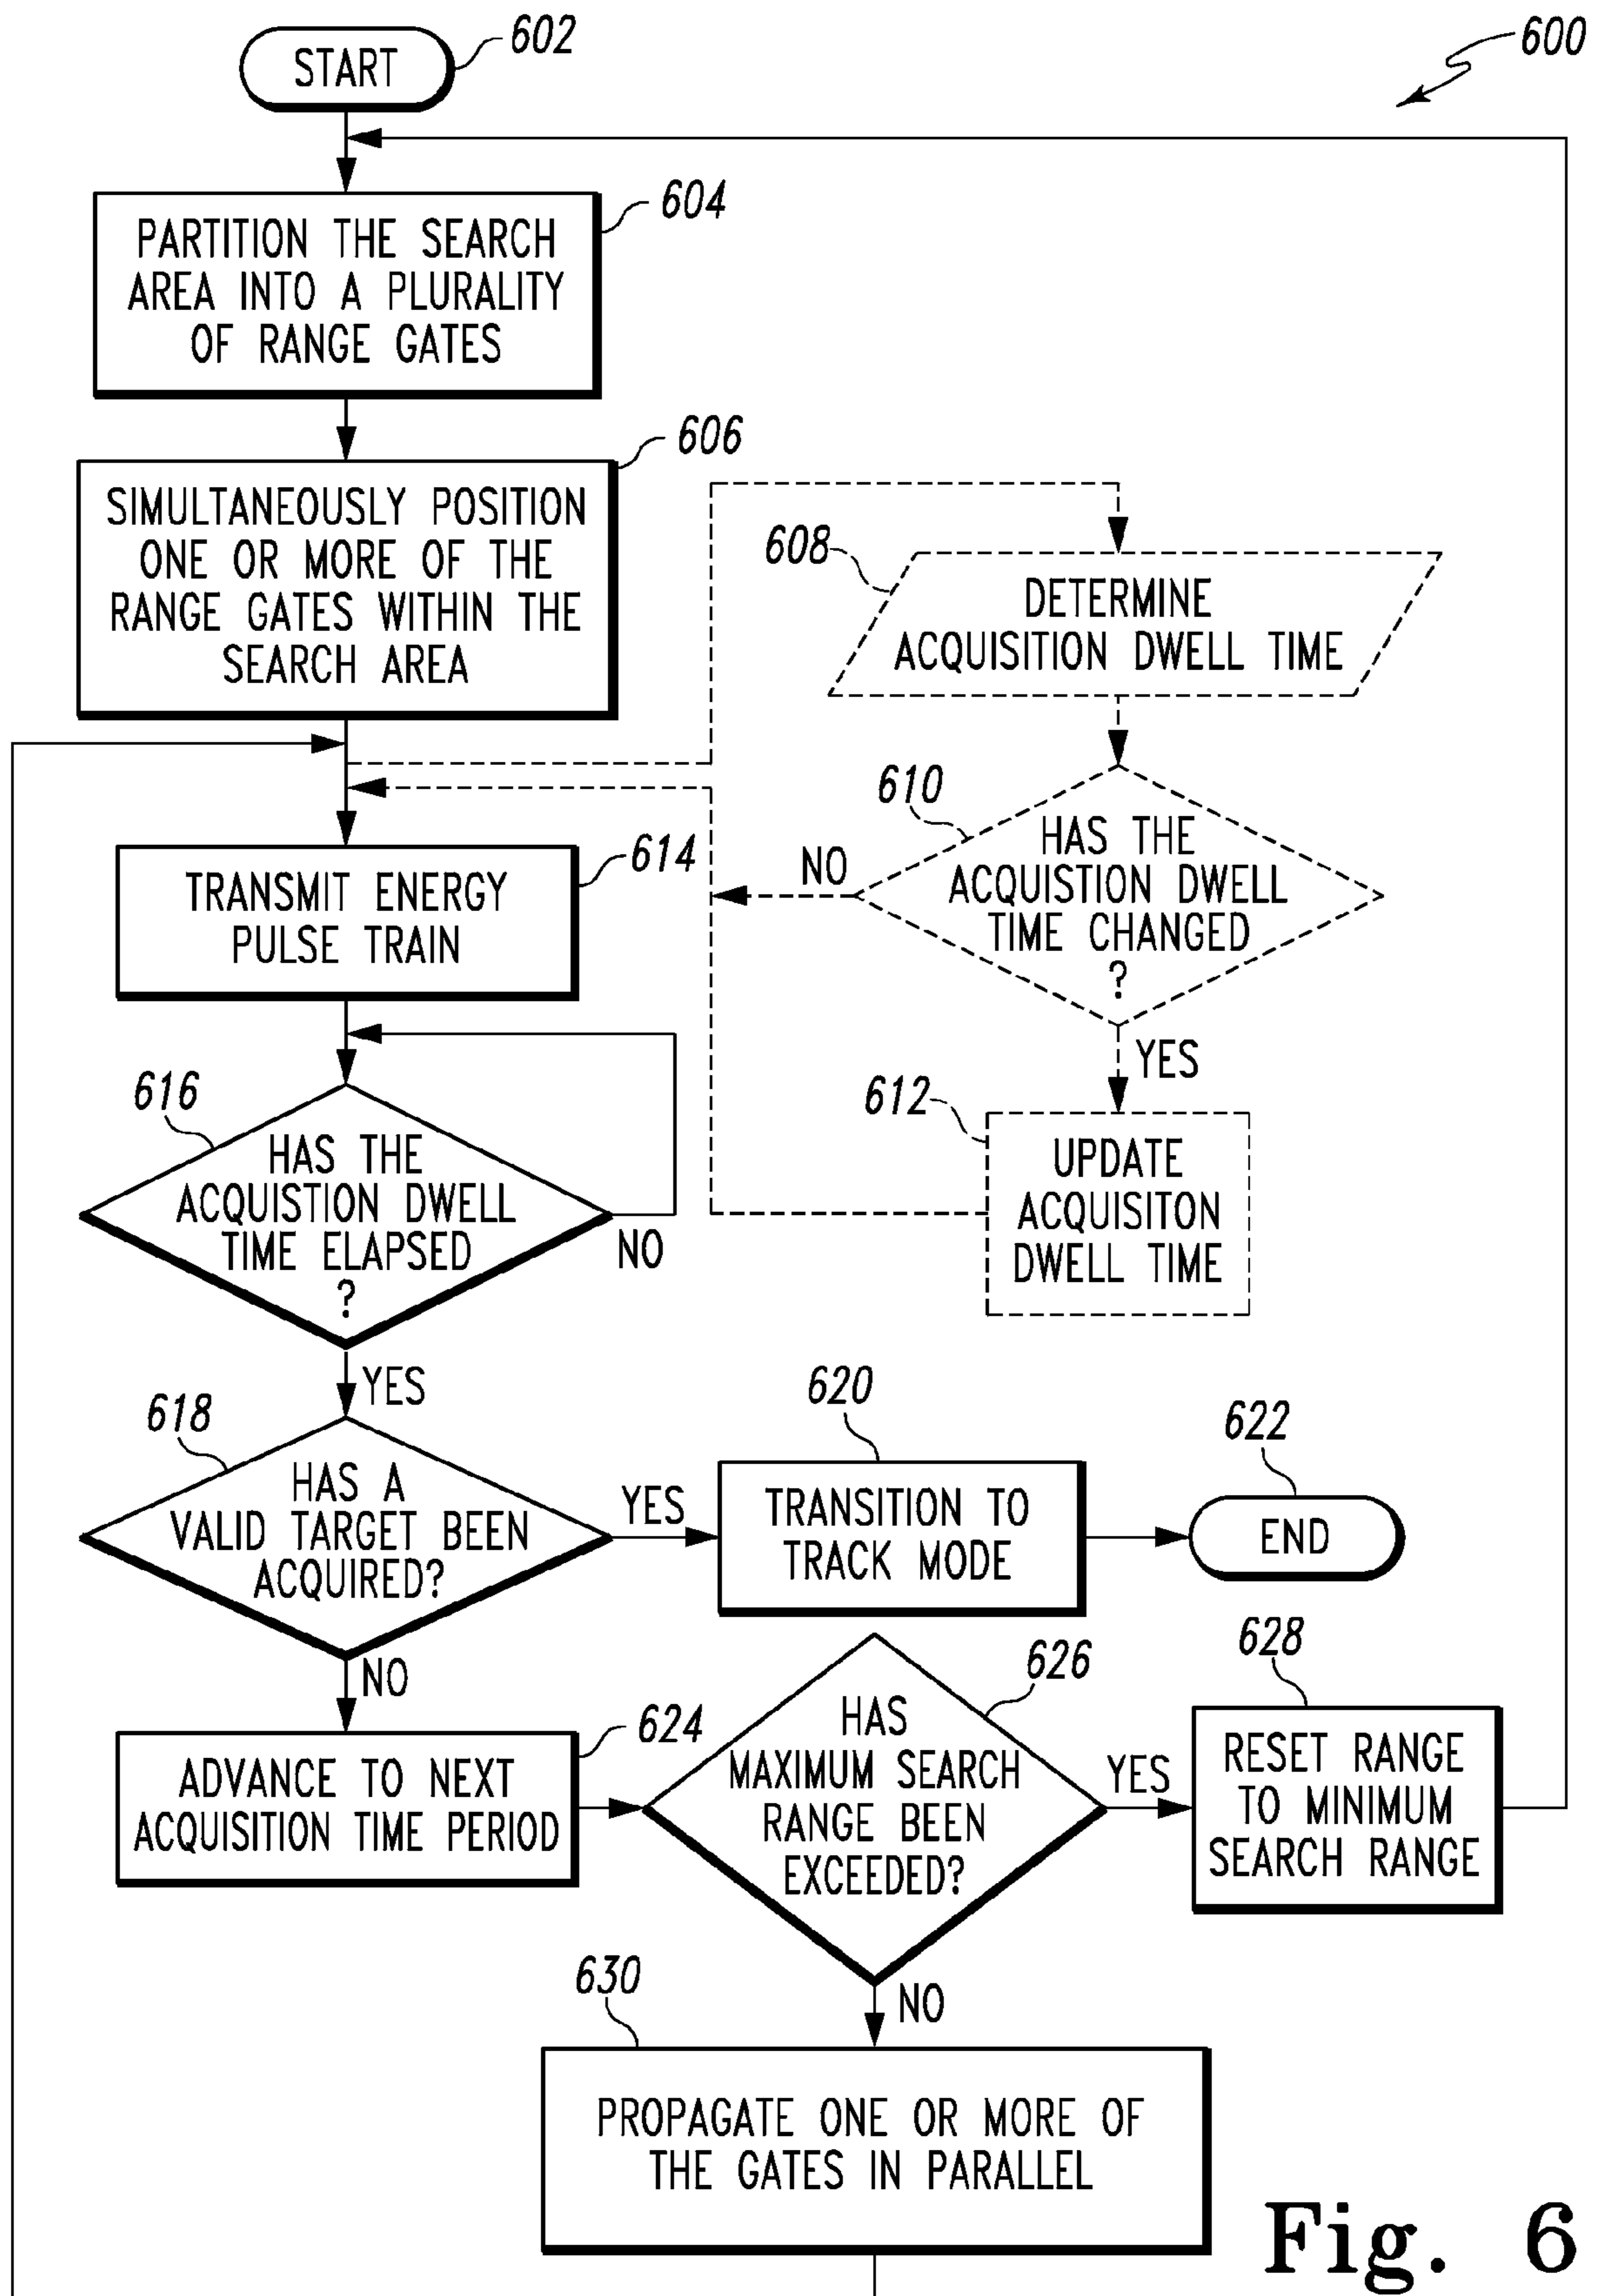 602
START
600
604
PARTITION THE SEARCH
AREA INTO A PLURALITY
OF RANGE GATES
606
SIMULTANEOUSLY POSITION
ONE OR MORE OF THE
RANGE GATES WITHIN THE
SEARCH AREA
608
DETERMINE
ACQUISITION DWELL TIME
610
HAS THE
ACQUISTION DWELL
TIME CHANGED
?
NO
YES
612
UPDATE
ACQUISITON
DWELL TIME
614
TRANSMIT ENERGY
PULSE TRAIN
616
HAS THE
ACQUISTION DWELL
TIME ELAPSED
?
NO
YES
618
HAS A
VALID TARGET BEEN
ACQUIRED?
YES
620
TRANSITION TO
TRACK MODE
622
END
NO
624
ADVANCE TO NEXT
ACQUISITION TIME PERIOD
626
HAS
MAXIMUM SEARCH
RANGE BEEN
EXCEEDED?
YES
628
RESET RANGE
TO MINIMUM
SEARCH RANGE
NO
630
PROPAGATE ONE OR MORE OF
THE GATES IN PARALLEL
Fig. 6